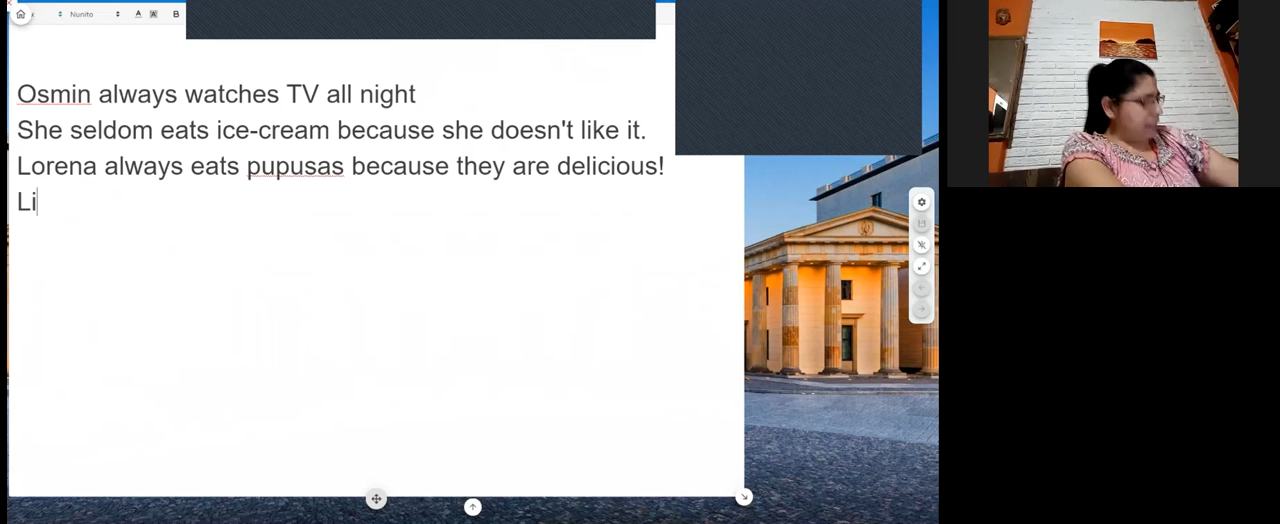 Nunito
A
A
B
Osmin always watches TV all night
She seldom eats ice-cream because she doesn't like it.
Lorena always eats pupusas because they are delicious!
Li